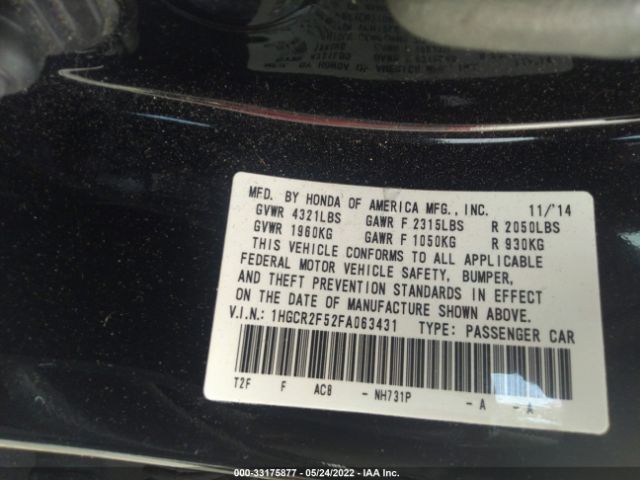 MFD. BY HONDA OF AMERICA MFG., INC. 11/'14
GVWR 4321LBS GAWR F 2315LBS R 2050LBS
GVWR 1960KG GAWR F 1050KG R 930KG
THIS VEHICLE CONFORMS TO ALL APPLICABLE
FEDERAL MOTOR VEHICLE SAFETY, BUMPER,
AND THEFT PREVENTION STANDARDS IN EFFECT
ON THE DATE OF MANUFACTURE SHOWN ABOVE.
V.I.N.: 1HGCR2F52FA063431 TYPE: PASSENGER CAR
T2F F ACB - NH731P - A - A
000-33175877 - 05/24/2022 - IAA Inc.